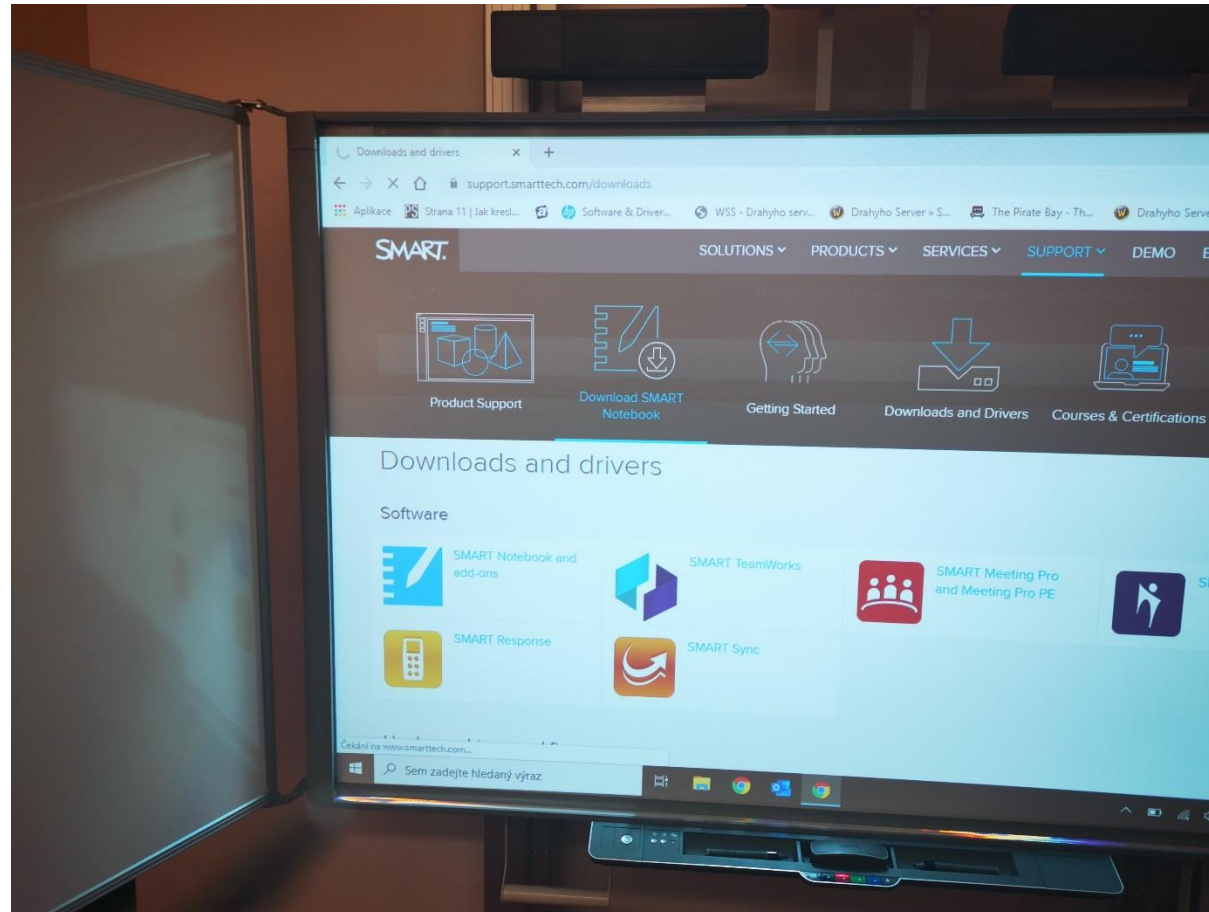 Downloads and drivers
support.smarttech.com/downloads
Aplikace Strana 11 | Jak kresl... Software & Driver... WSS - Drahyho serv... Drahyho Server » S... The Pirate Bay - Th... Drahyho Serve
SMART. SOLUTIONS PRODUCTS SERVICES SUPPORT DEMO
Product Support
Download SMART
Notebook
Getting Started
Downloads and Drivers
Courses & Certifications
Downloads and drivers
Software
SMART Notebook and
add-ons
SMART TeamWorks
SMART Meeting Pro
and Meeting Pro PE
SMART Response
SMART Sync
Čekání na www.smarttech.com...
Sem zadejte hledaný výraz